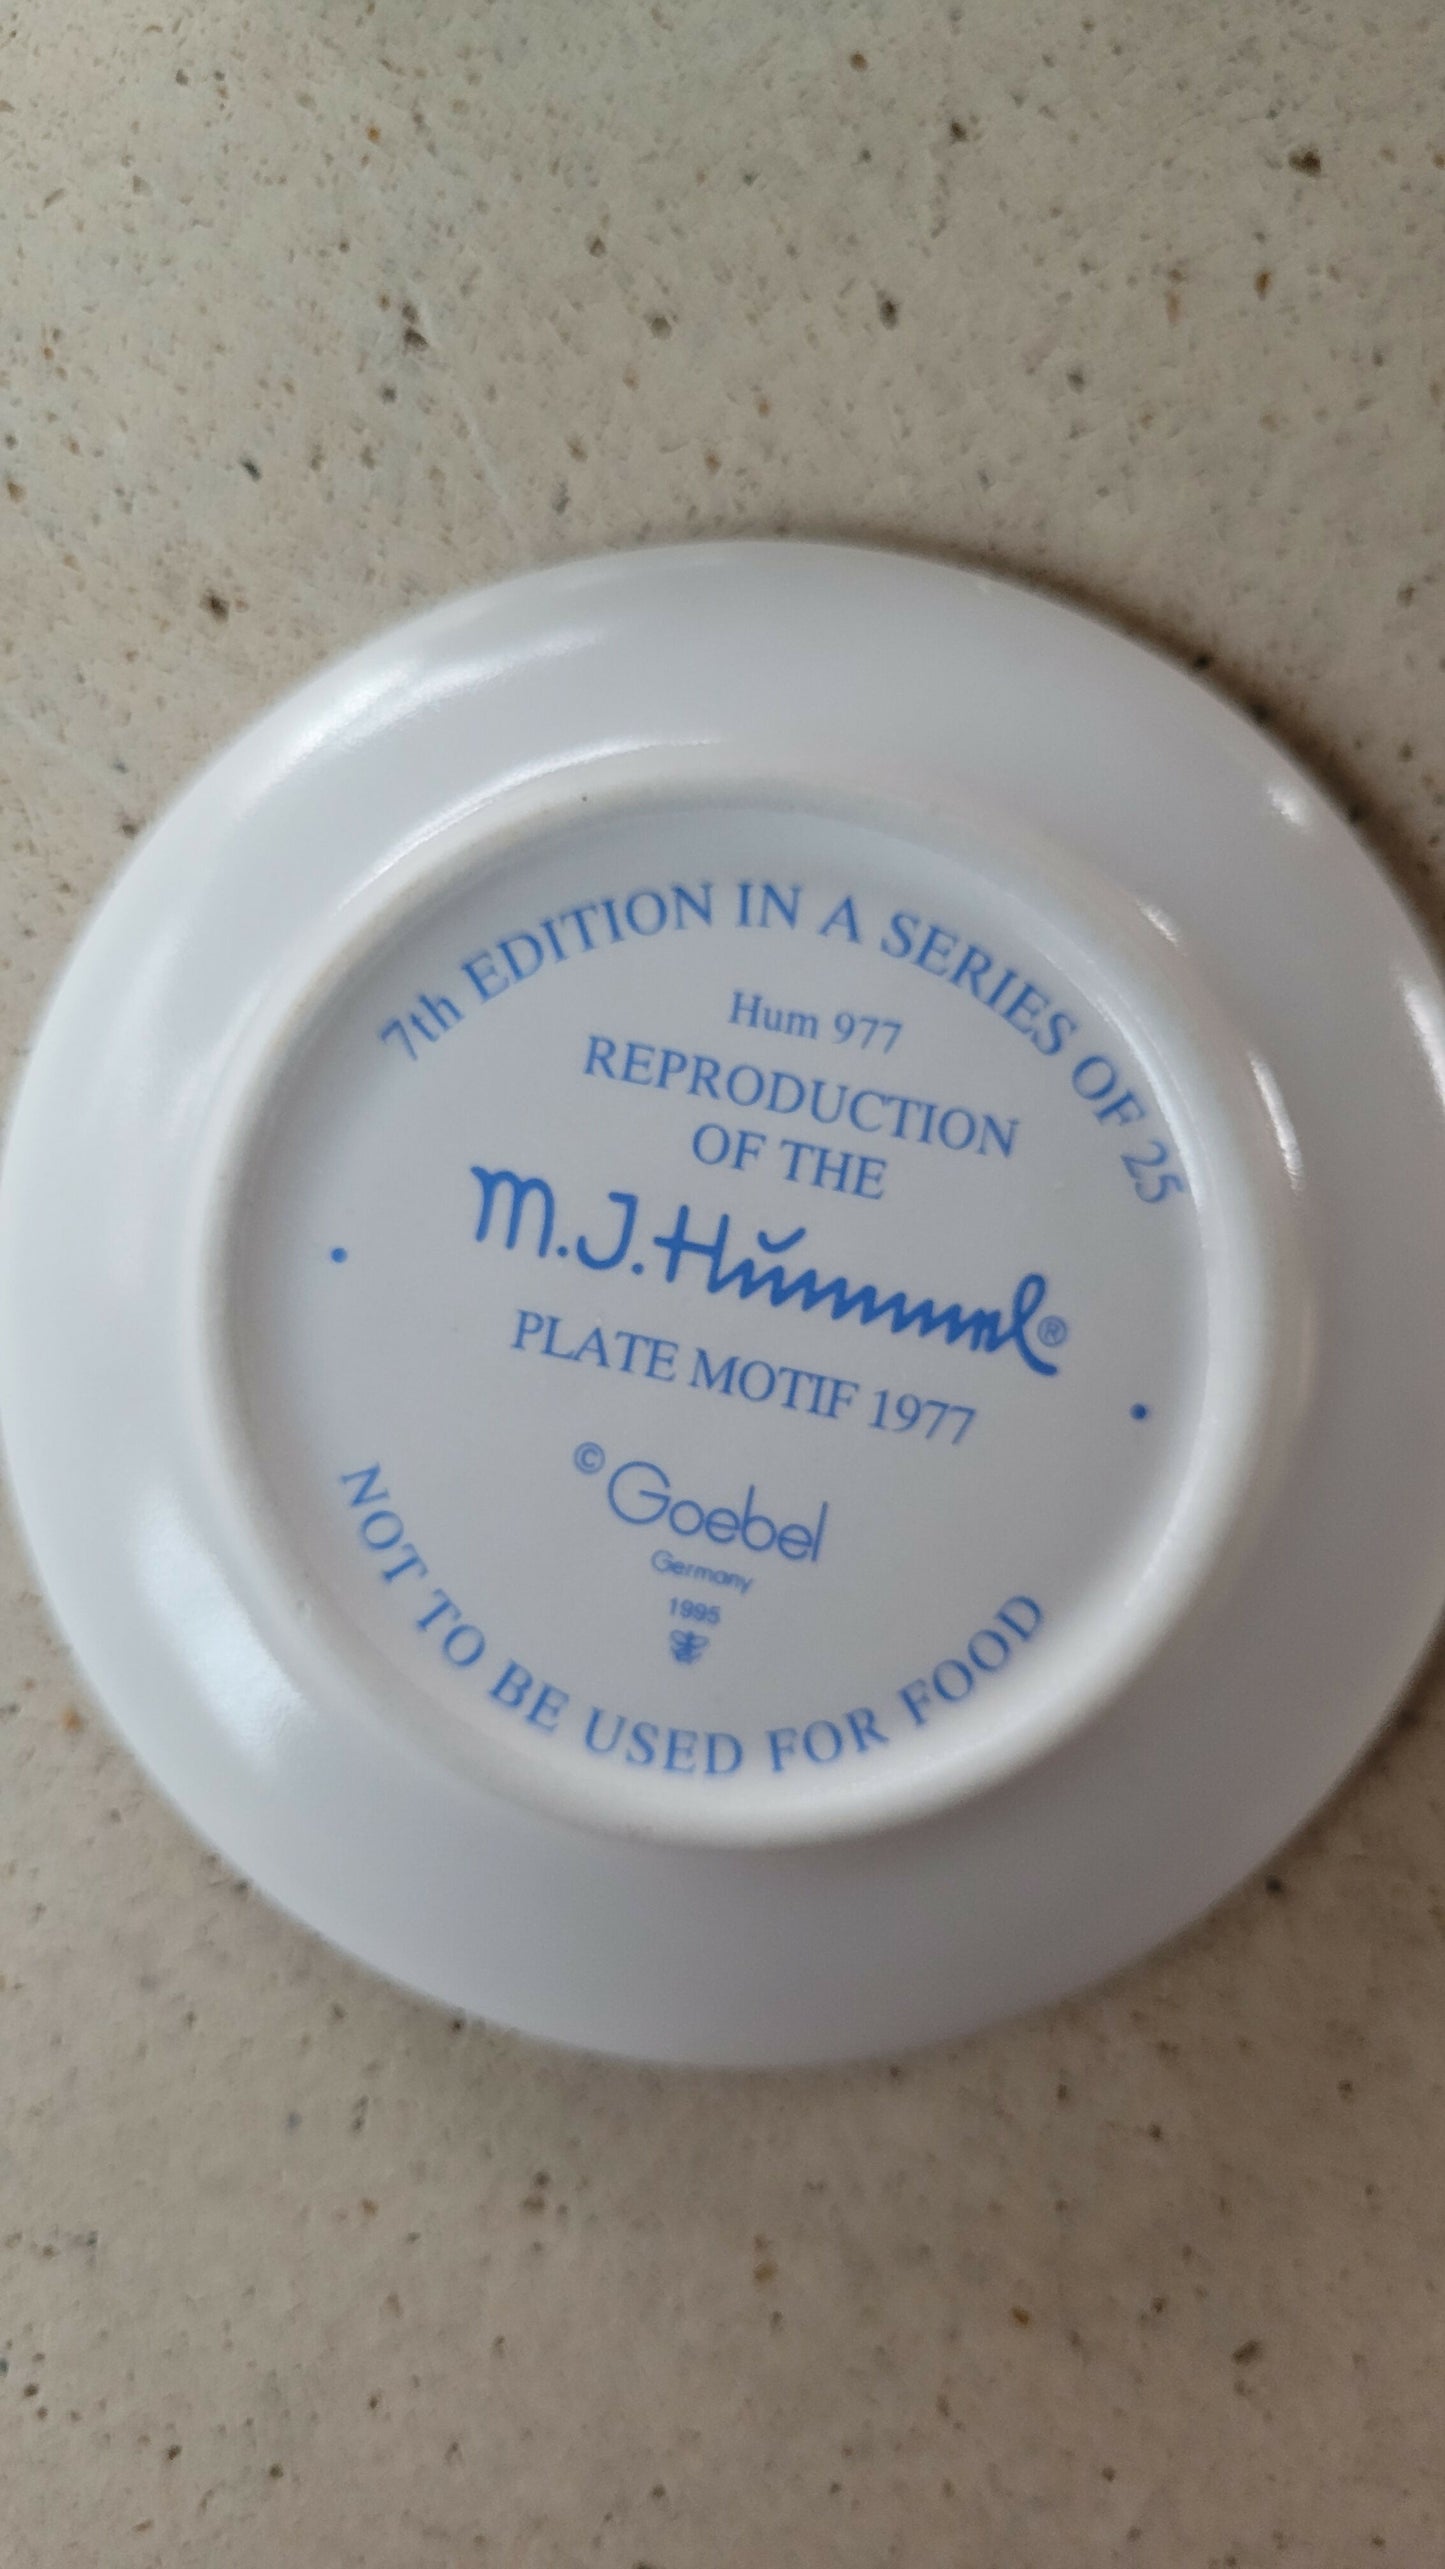 7th EDITION IN A SERIES OF 25
Hum 977
REPRODUCTION
OF THE
M.J.Hummel®
PLATE MOTIF 1977
© Goebel
Germany
1995
NOT TO BE USED FOR FOOD